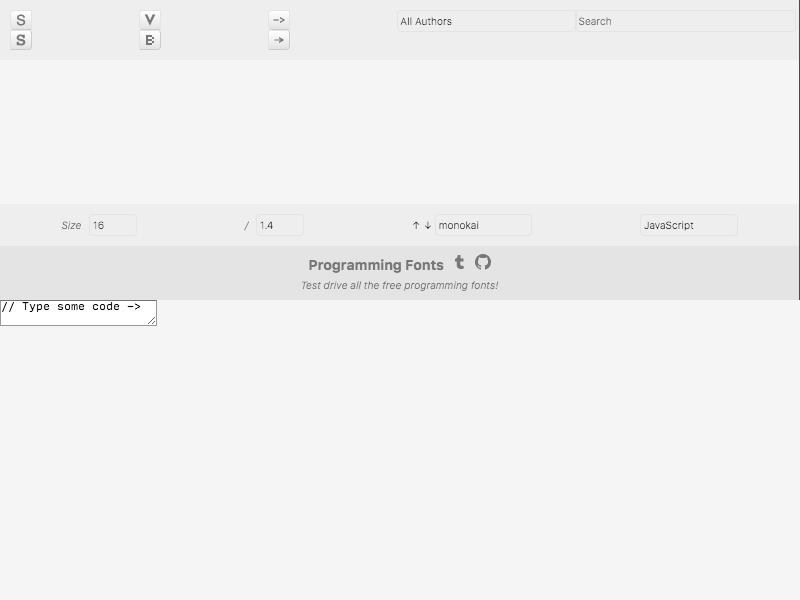 S V -> All Authors Search
S B →
Size 16 / 1.4 ↑ ↓ monokai JavaScript
Programming Fonts
Test drive all the free programming fonts!
// Type some code ->